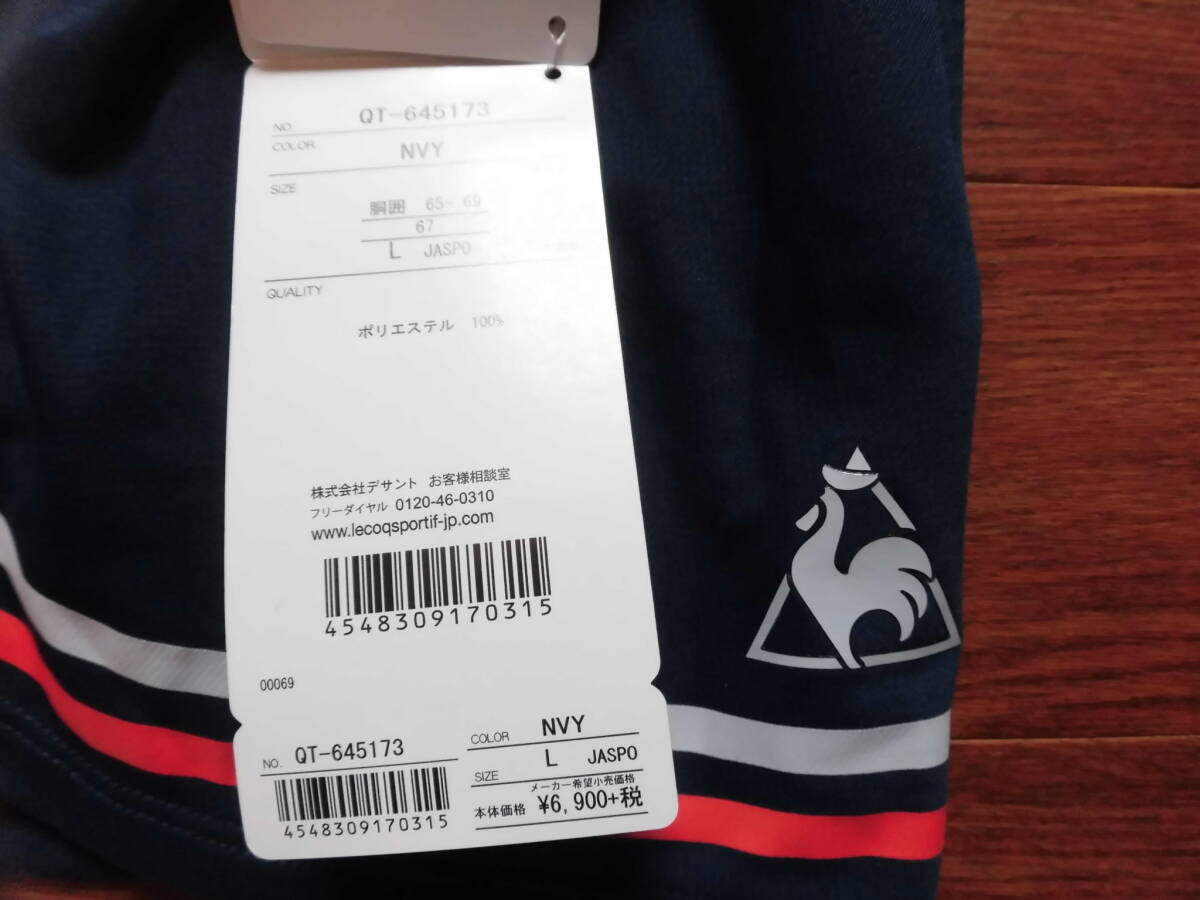 NO. QT-645173
COLOR NVY
SIZE
胴囲 65- 69
67
L JASPO
QUALITY
ポリエステル 100%
株式会社デサント お客様相談室
フリーダイヤル 0120-46-0310
www.lecoqsportif-jp.com
4548309170315
00069
NO. QT-645173
4548309170315
COLOR NVY
SIZE L JASPO
メーカー希望小売価格
本体価格 ¥6,900+税